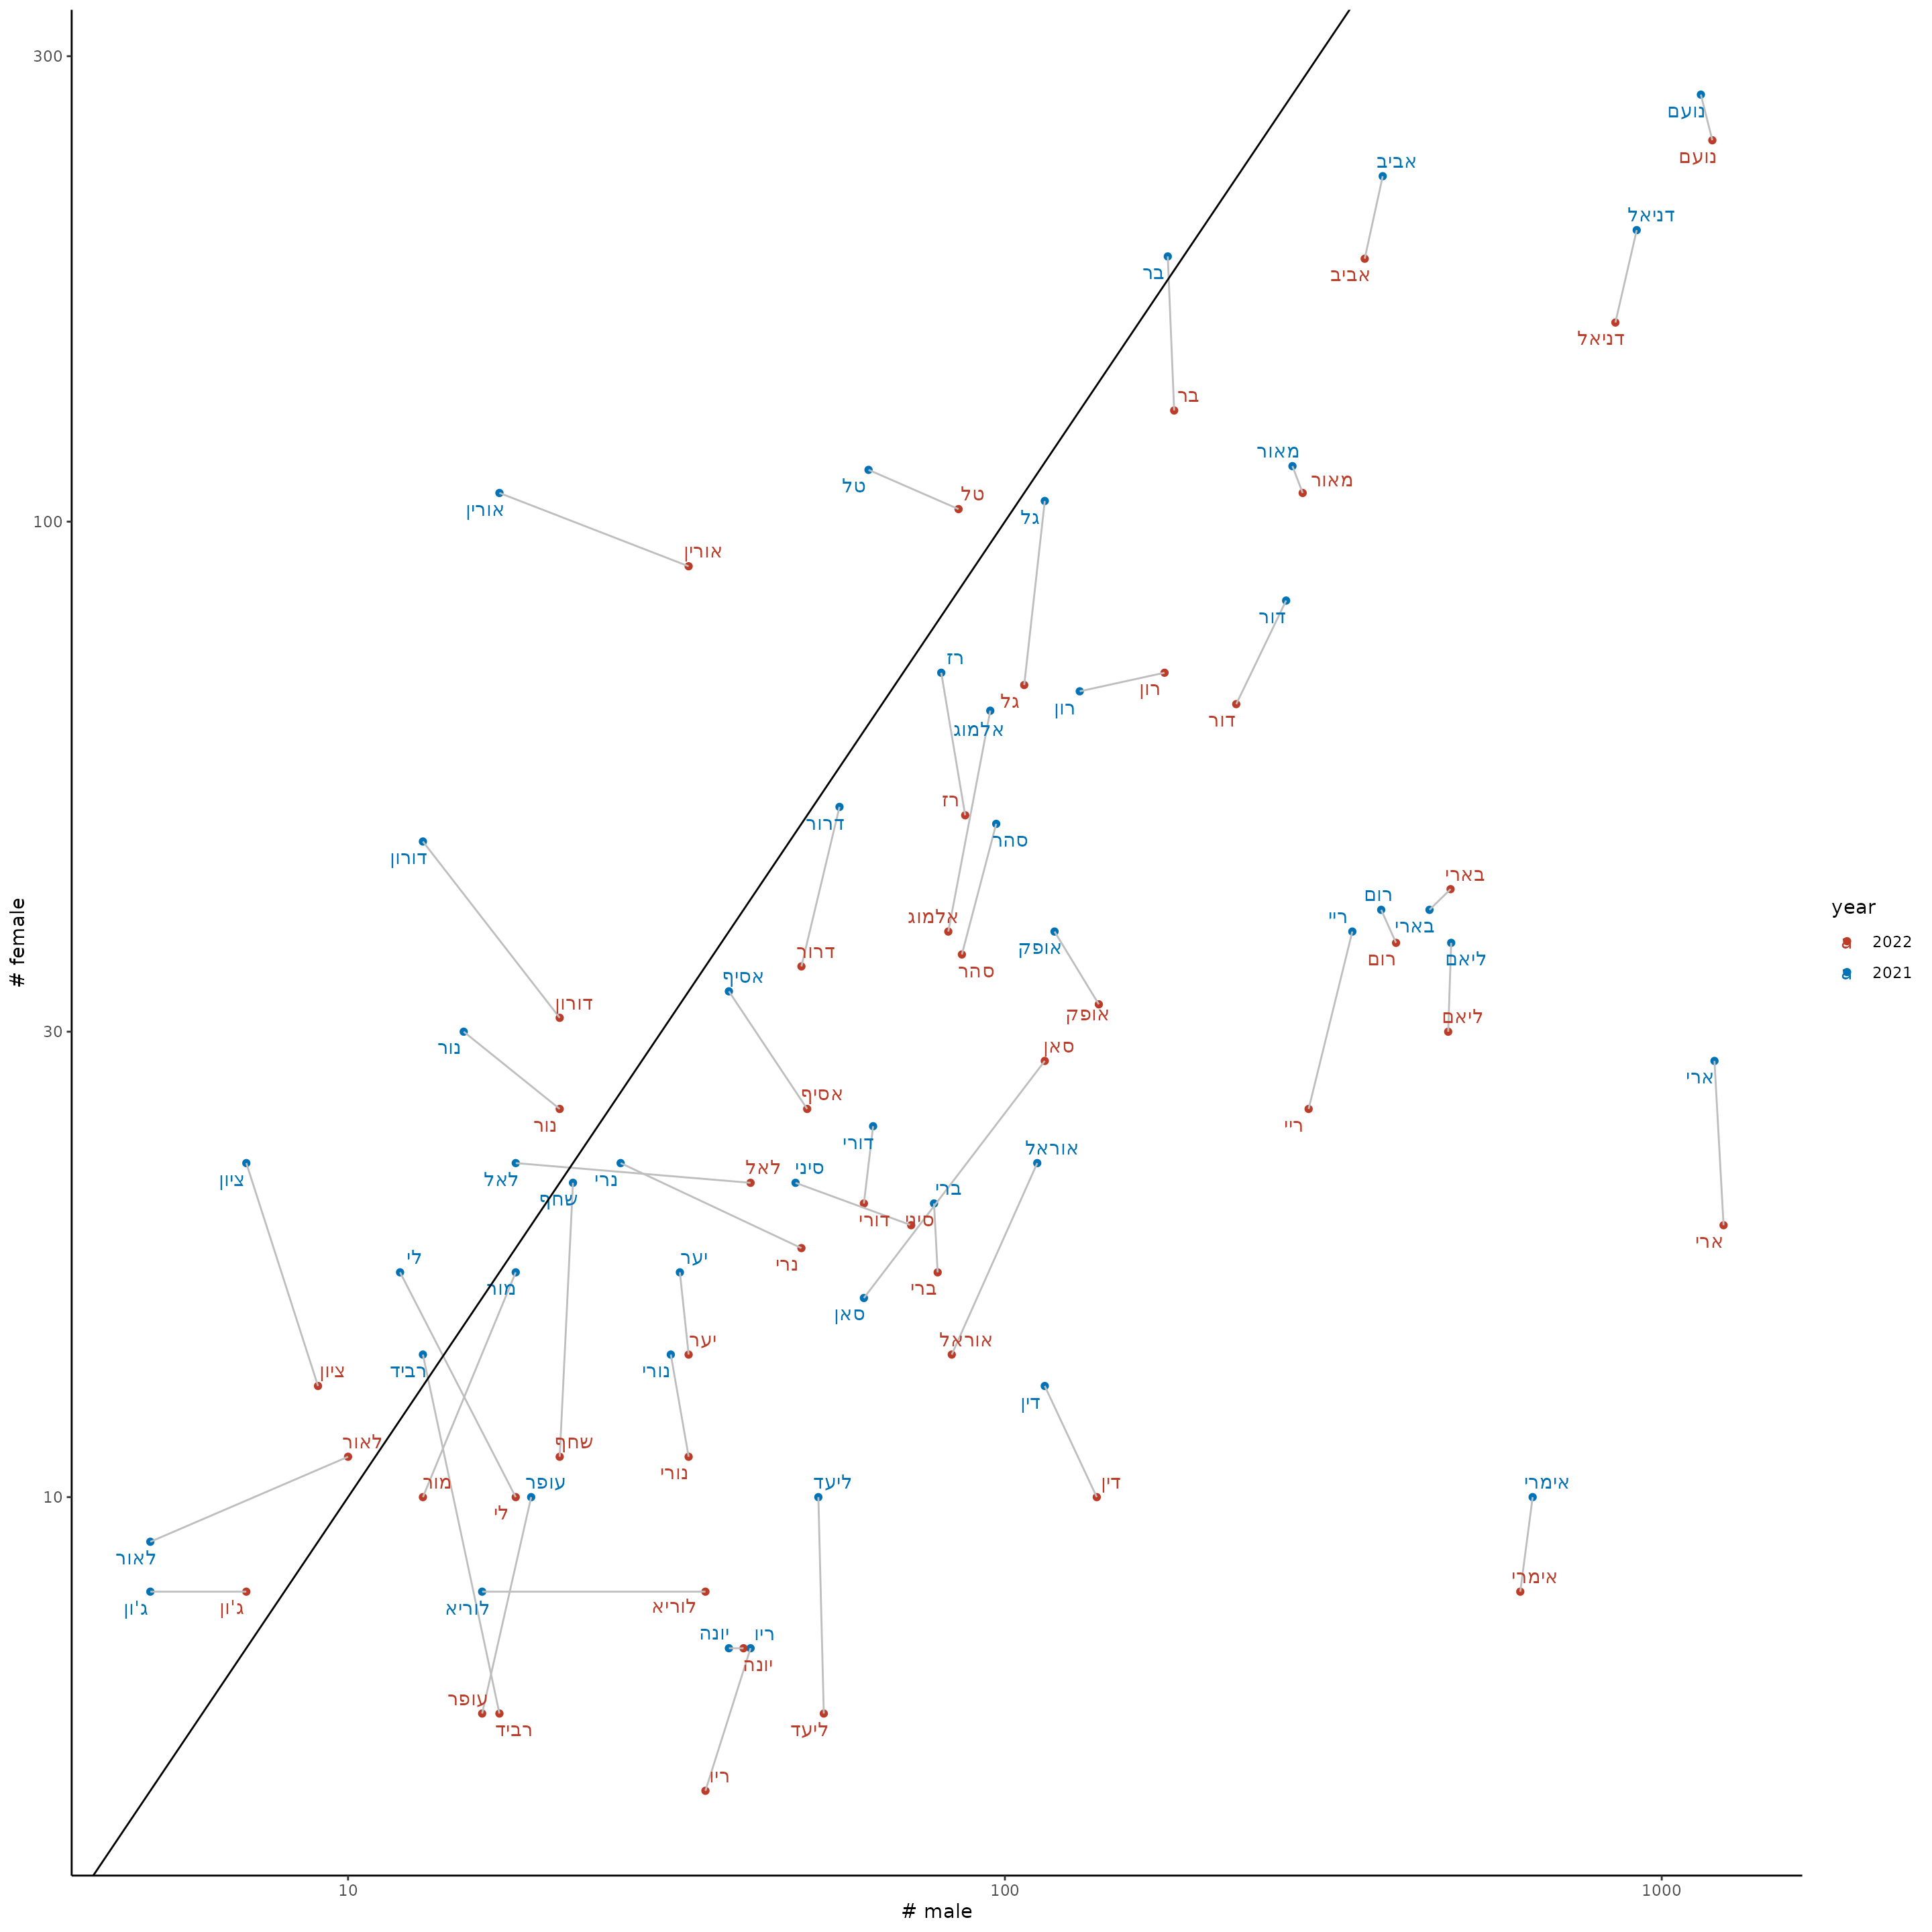 300
נועם
נועם
אביב
דניאל
בר
אביב
דניאל
בר
מאור
טל
מאור
טל
אורין
גל
100
אורין
דור
רז
רון
גל
רון
דור
אלמוג
רז
דרור
סהר
דורון
בארי
רום
אלמוג
ריי
בארי
אופק
דרור
ליאם
רום
סהר
אסיף
דורון
אופק
ליאם
30
נור
סאן
ארי
אסיף
נור
ריי
דורי
אוראל
לאל
סיני
ציון
לאל
נרי
ברי
שחף
דורי
סיני
ארי
לי
יער
נרי
מור
ברי
סאן
יער
אוראל
ציון
רביד
נורי
דין
לאור
שחף
נורי
מור
עופר
ליעד
דין
אימרי
10
לי
לאור
אימרי
ג'ון
ג'ון
לוריא
לוריא
יונה
ריו
יונה
עופר
רביד
ליעד
ריו
# female
10
100
1000
# male
year
a 2022
a 2021